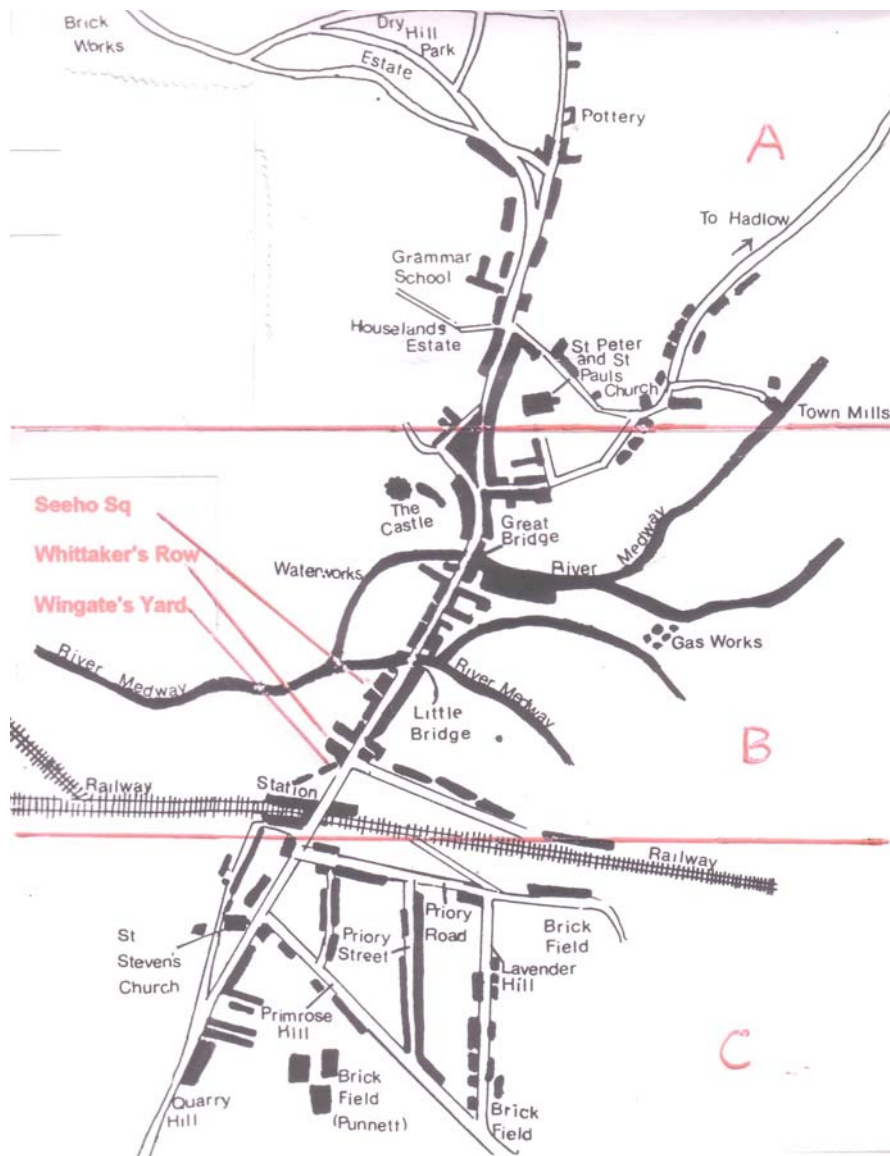 Brick
Works
Dry
Hill
Park
Estate
Pottery
A
To Hadlow
Grammar
School
Houselands
Estate
St Peter
and St
Pauls
Church
Town Mills
Seeho Sq
Whittaker's Row
Wingate's Yard
The
Castle
Great
Bridge
River
Medway
Waterworks
Gas Works
River
Medway
River Medway
Little
Bridge
B
Railway
Station
Railway
St
Steven's
Church
Priory
Street
Priory
Road
Brick
Field
Lavender
Hill
Primrose
Hill
C
Quarry
Hill
Brick
Field
(Punnett)
Brick
Field